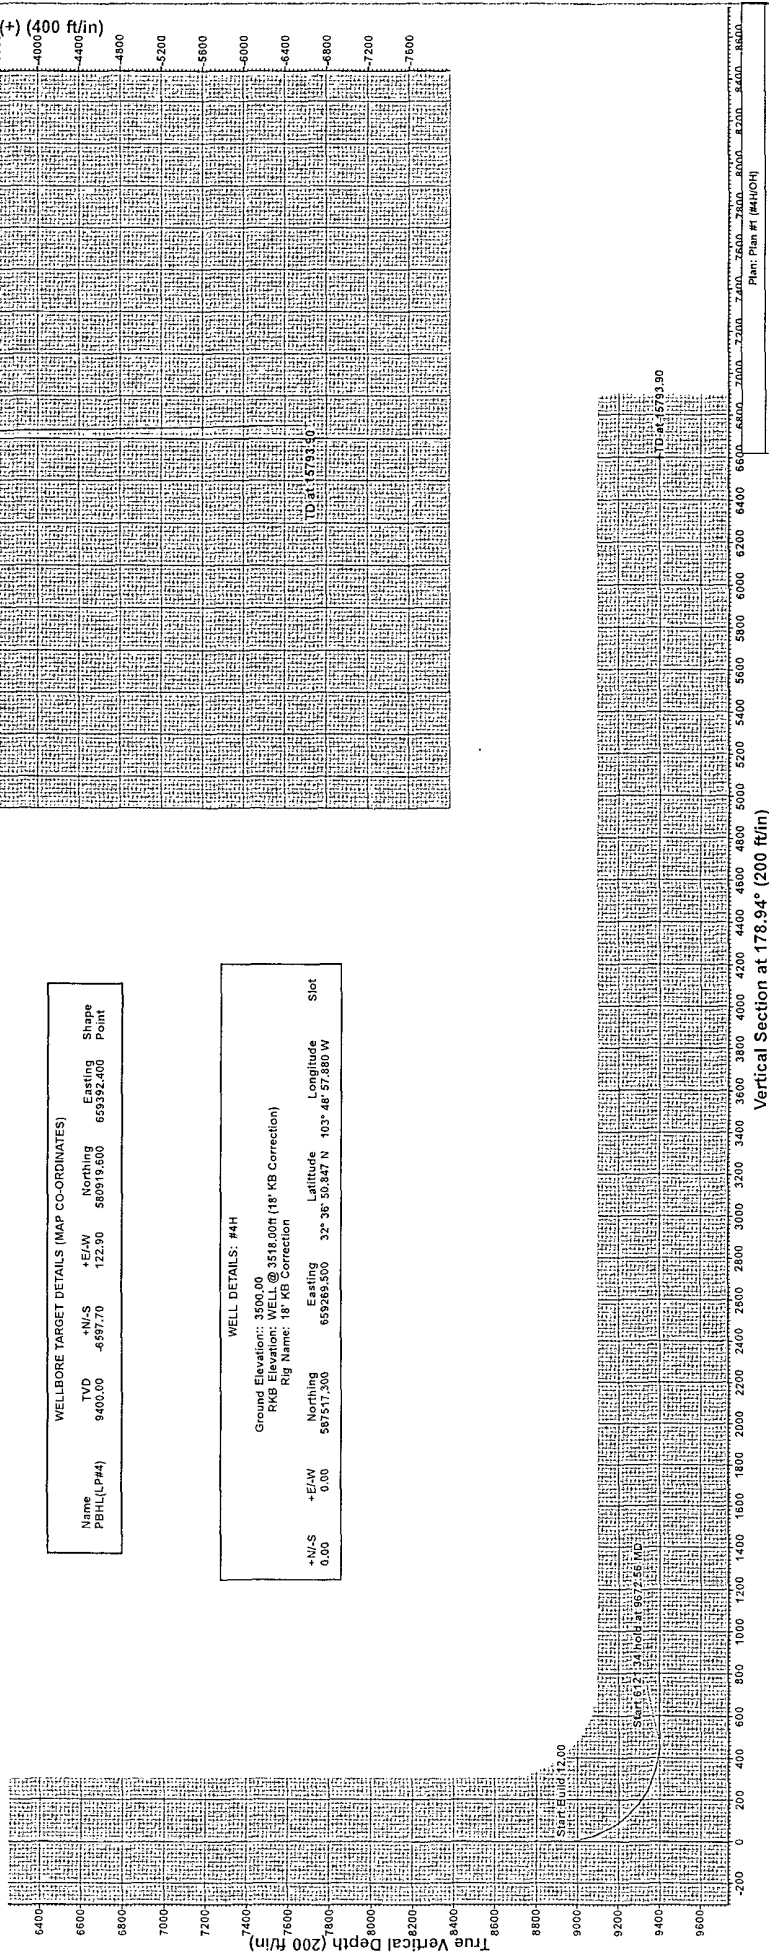 (+) (400 ft/in)
-4000
-4400
-4800
-5200
-5600
-6000
-6400
-6800
-7200
-7600
TD at 15793.90
WELLBORE TARGET DETAILS (MAP CO-ORDINATES)
Name TVD +N/-S +E/-W Northing Easting Shape
PBHL(LP#4) 9400.00 -6597.70 122.90 580919.600 659392.400 Point
WELL DETAILS: #4H
Ground Elevation:: 3500.00
RKB Elevation: WELL @ 3518.00ft (18' KB Correction)
Rig Name: 18' KB Correction
+N/-S +E/-W Northing Easting Latittude Longitude Slot
0.00 0.00 587517.300 659269.500 32° 36' 50.847 N 103° 48' 57.880 W
True Vertical Depth (200 ft/in)
6400
6600
6800
7000
7200
7400
7600
7800
8000
8200
8400
8600
8800
9000
9200
9400
9600
Start Build 12.00
Start 6121.34 hold at 9672.56 MD
TD at 15793.90
-200 0 200 400 600 800 1000 1200 1400 1600 1800 2000 2200 2400 2600 2800 3000 3200 3400 3600 3800 4000 4200 4400 4600 4800 5000 5200 5400 5600 5800 6000 6200 6400 6600 6800 7000 7200 7400 7600 7800 8000 8200 8400 8600
Vertical Section at 178.94° (200 ft/in)
Plan: Plan #1 (#4H/OH)